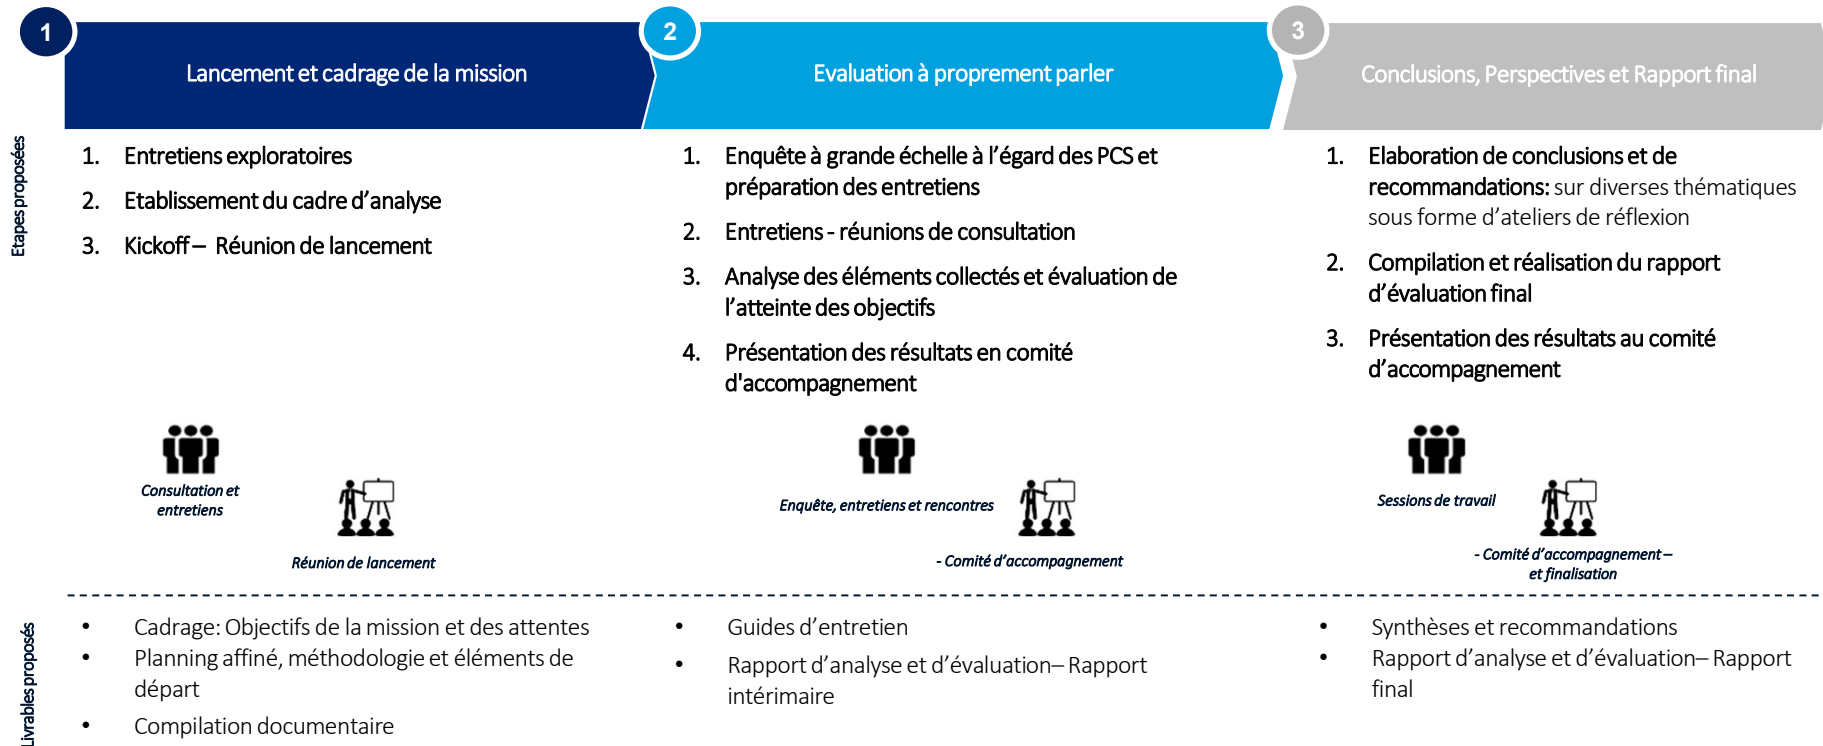 1
Lancement et cadrage de la mission
2
Evaluation à proprement parler
3
Conclusions, Perspectives et Rapport final
Etapes proposées
1. Entretiens exploratoires
2. Etablissement du cadre d’analyse
3. Kickoff – Réunion de lancement
Consultation et
entretiens
Réunion de lancement
1. Enquête à grande échelle à l’égard des PCS et
préparation des entretiens
2. Entretiens - réunions de consultation
3. Analyse des éléments collectés et évaluation de
l’atteinte des objectifs
4. Présentation des résultats en comité
d'accompagnement
Enquête, entretiens et rencontres
- Comité d’accompagnement
1. Elaboration de conclusions et de
recommandations: sur diverses thématiques
sous forme d’ateliers de réflexion
2. Compilation et réalisation du rapport
d’évaluation final
3. Présentation des résultats au comité
d’accompagnement
Sessions de travail
- Comité d’accompagnement –
et finalisation
Livrables proposés
• Cadrage: Objectifs de la mission et des attentes
• Planning affiné, méthodologie et éléments de
départ
• Compilation documentaire
• Guides d’entretien
• Rapport d’analyse et d’évaluation– Rapport
intérimaire
• Synthèses et recommandations
• Rapport d’analyse et d’évaluation– Rapport
final